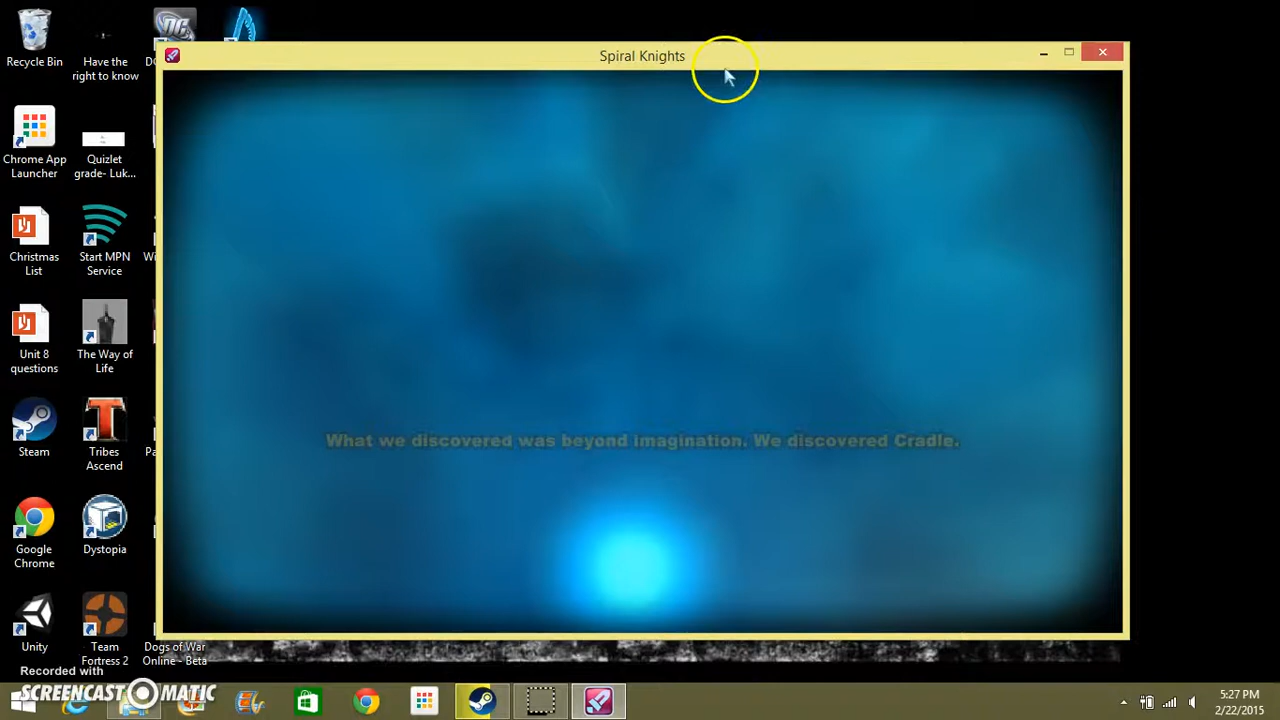 Spiral Knights
Recycle Bin
Have the
right to know
Chrome App
Launcher
Quizlet
grade- Luk...
Christmas
List
Start MPN
Service
Unit 8
questions
The Way of
Life
Steam
Tribes
Ascend
Google
Chrome
Dystopia
Unity
Team
Fortress 2
Dogs of War
Online - Beta
What we discovered was beyond imagination. We discovered Cradle.
Recorded with
SCREENCAST MATIC
5:27 PM
2/22/2015